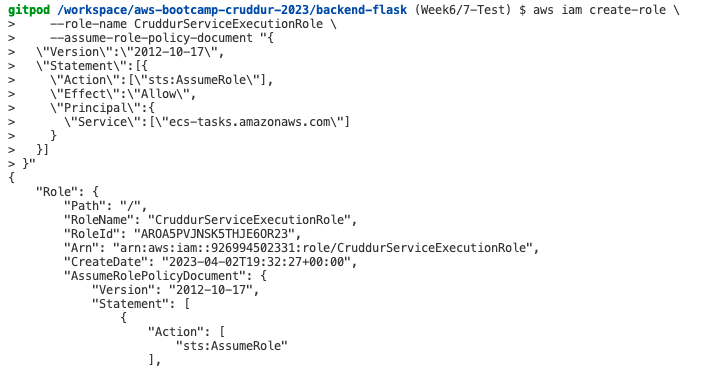 gitpod /workspace/aws-bootcamp-cruddur-2023/backend-flask (Week6/7-Test) $ aws iam create-role \
>     --role-name CruddurServiceExecutionRole \
>     --assume-role-policy-document "{
>   \"Version\":\"2012-10-17\",
>   \"Statement\":[{
>     \"Action\":[\"sts:AssumeRole\"],
>     \"Effect\":\"Allow\",
>     \"Principal\":{
>       \"Service\":[\"ecs-tasks.amazonaws.com\"]
>     }
>   }]
> }"
{
    "Role": {
        "Path": "/",
        "RoleName": "CruddurServiceExecutionRole",
        "RoleId": "AROA5PVJNSK5THJE6OR23",
        "Arn": "arn:aws:iam::926994502331:role/CruddurServiceExecutionRole",
        "CreateDate": "2023-04-02T19:32:27+00:00",
        "AssumeRolePolicyDocument": {
            "Version": "2012-10-17",
            "Statement": [
                {
                    "Action": [
                        "sts:AssumeRole"
                    ],